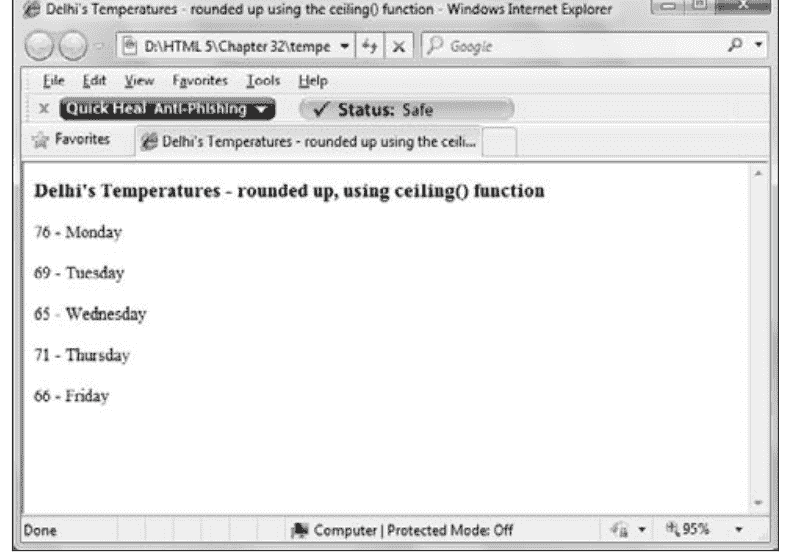 Delhi's Temperatures - rounded up using the ceiling() function - Windows Internet Explorer
D:\HTML 5\Chapter 32\tempe
Google
File Edit View Favorites Tools Help
x Quick Heal Anti-Phishing Status: Safe
Favorites Delhi's Temperatures - rounded up using the ceili...
Delhi's Temperatures - rounded up, using ceiling() function
76 - Monday
69 - Tuesday
65 - Wednesday
71 - Thursday
66 - Friday
Done Computer | Protected Mode: Off 95%